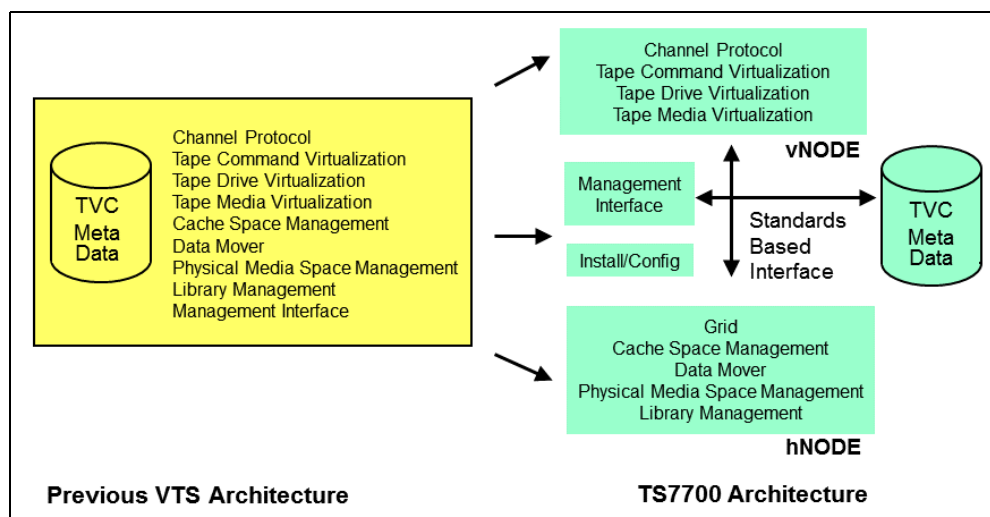 TVC
Meta
Data
Channel Protocol
Tape Command Virtualization
Tape Drive Virtualization
Tape Media Virtualization
Cache Space Management
Data Mover
Physical Media Space Management
Library Management
Management Interface
Previous VTS Architecture
Channel Protocol
Tape Command Virtualization
Tape Drive Virtualization
Tape Media Virtualization
vNODE
Management
Interface
Install/Config
Standards
Based
Interface
TVC
Meta
Data
Grid
Cache Space Management
Data Mover
Physical Media Space Management
Library Management
hNODE
TS7700 Architecture